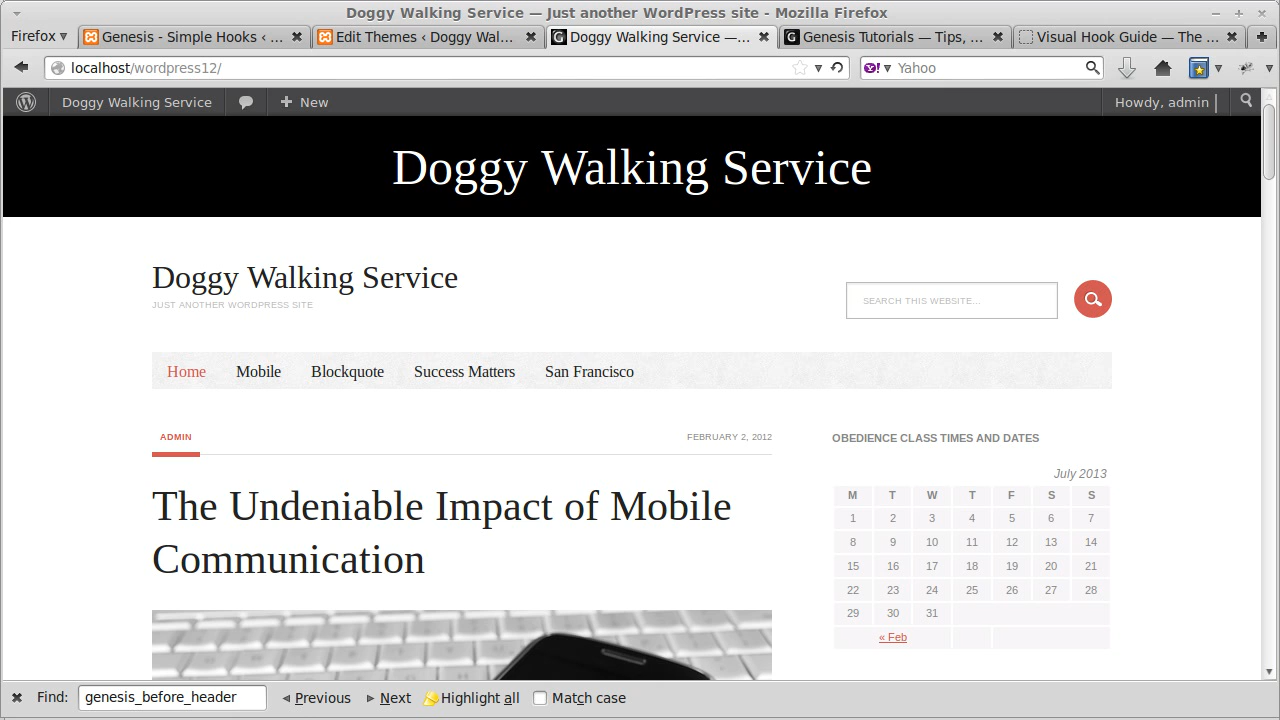 Doggy Walking Service — Just another WordPress site - Mozilla Firefox
Firefox
Genesis - Simple Hooks ‹ ...
Edit Themes ‹ Doggy Wal...
Doggy Walking Service —...
Genesis Tutorials — Tips, ...
Visual Hook Guide — The ...
localhost/wordpress12/
Yahoo
Doggy Walking Service
New
Howdy, admin
Doggy Walking Service
Doggy Walking Service
JUST ANOTHER WORDPRESS SITE
SEARCH THIS WEBSITE...
Home Mobile Blockquote Success Matters San Francisco
ADMIN
FEBRUARY 2, 2012
The Undeniable Impact of Mobile
Communication
OBEDIENCE CLASS TIMES AND DATES
July 2013
M T W T F S S
1 2 3 4 5 6 7
8 9 10 11 12 13 14
15 16 17 18 19 20 21
22 23 24 25 26 27 28
29 30 31
« Feb
Find: genesis_before_header Previous Next Highlight all Match case